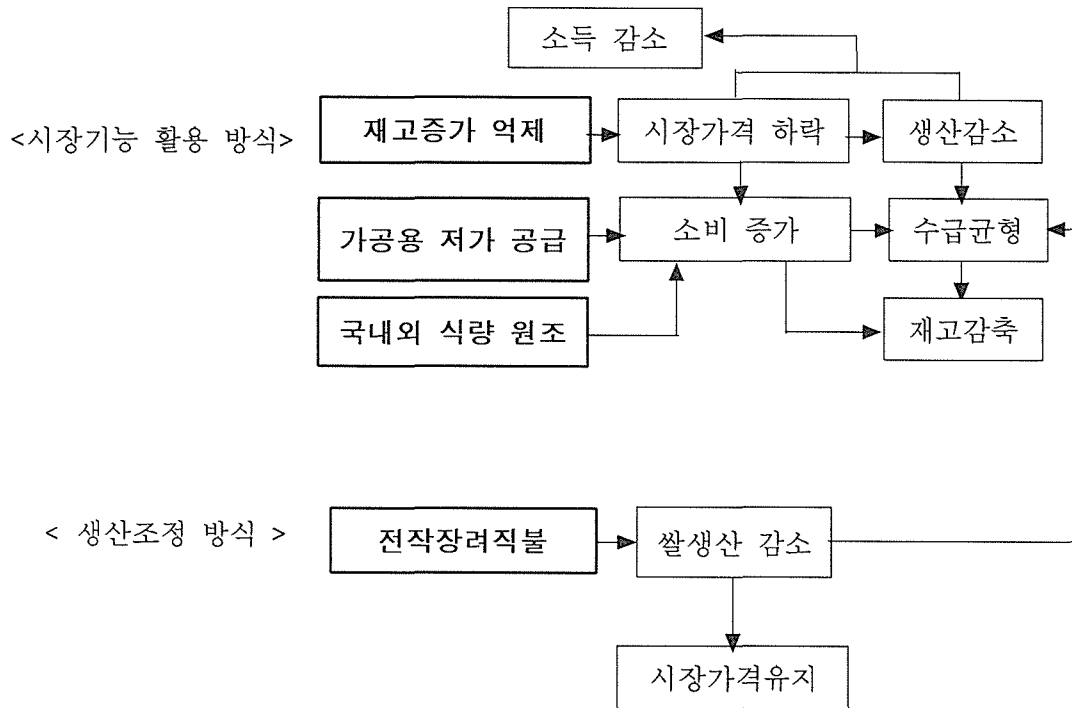 소득 감소
<시장기능 활용 방식>
재고증가 억제
시장가격 하락
생산감소
가공용 저가 공급
소비 증가
수급균형
국내외 식량 원조
재고감축
< 생산조정 방식 >
전작장려직불
쌀생산 감소
시장가격유지